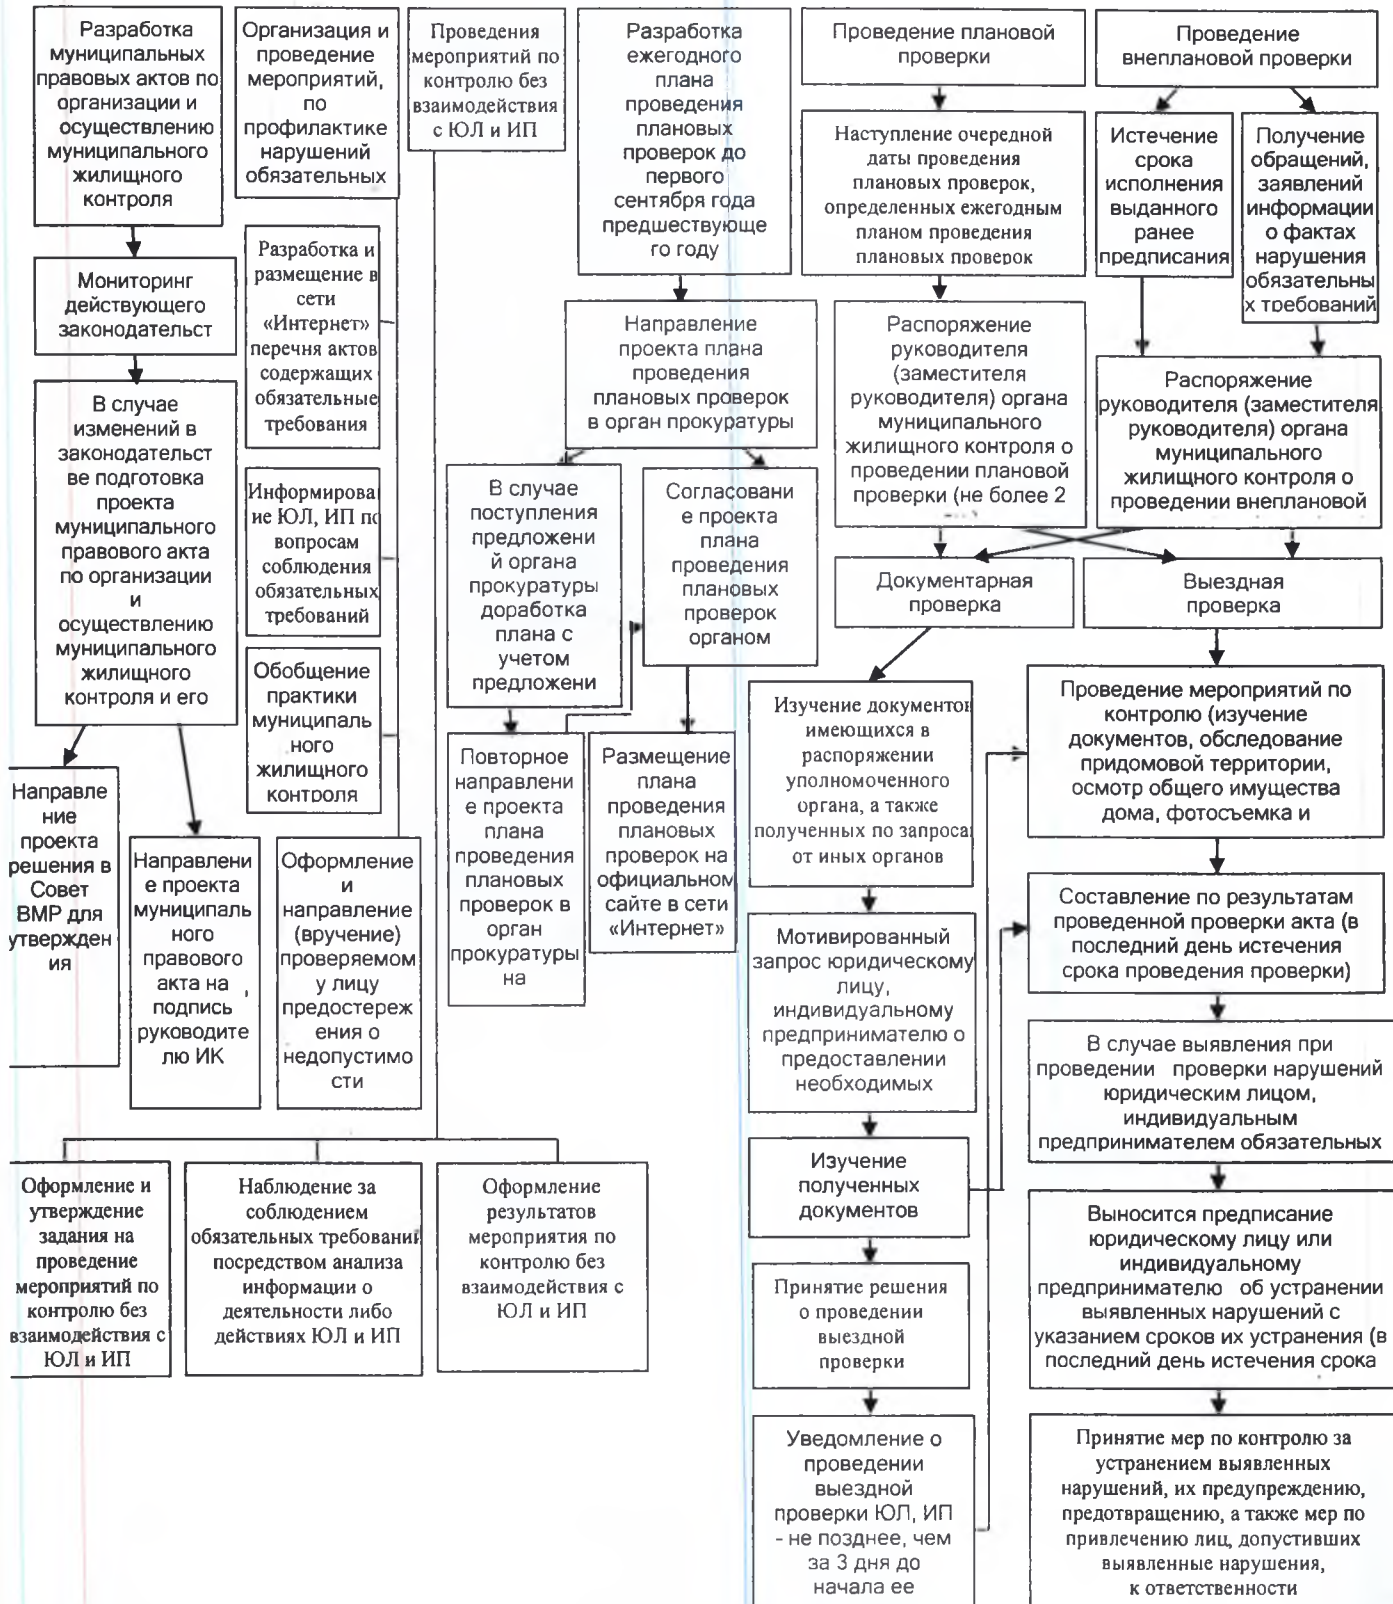 Разработка
муниципальных
правовых актов по
организации и
осуществлению
муниципального
жилищного
контроля
Организация и
проведение
мероприятий,
по
профилактике
нарушений
обязательных
Проведения
мероприятий по
контролю без
взаимодействия
с ЮЛ и ИП
Разработка
ежегодного
плана
проведения
плановых
проверок до
первого
сентября года
предшествующе
го году
Проведение плановой
проверки
Проведение
внеплановой проверки
Наступление очередной
даты проведения
плановых проверок,
определенных ежегодным
планом проведения
плановых проверок
Истечение
срока
исполнения
выданного
ранее
предписания
Получение
обращений,
заявлений
информации
о фактах
нарушения
обязательны
х требований
Мониторинг
действующего
законодательст
Разработка и
размещение в
сети
«Интернет»
перечня актов
содержащих
обязательные
требования
Направление
проекта плана
проведения
плановых проверок
в орган прокуратуры
Распоряжение
руководителя
(заместителя
руководителя) органа
муниципального
жилищного контроля о
проведении плановой
проверки (не более 2
Распоряжение
руководителя (заместителя
руководителя) органа
муниципального
жилищного контроля о
проведении внеплановой
В случае
изменений в
законодательст
ве подготовка
проекта
муниципального
правового акта
по организации
и
осуществлению
муниципального
жилищного
контроля и его
Информирова
ие ЮЛ, ИП по
вопросам
соблюдения
обязательных
требований
В случае
поступления
предложени
й органа
прокуратуры
доработка
плана с
учетом
предложени
Согласовани
е проекта
плана
проведения
плановых
проверок
органом
Документарная
проверка
Выездная
проверка
Обобщение
практики
муниципаль
ного
жилищного
контроля
Изучение документов
имеющихся в
распоряжении
уполномоченного
органа, а также
полученных по запроса
от иных органов
Проведение мероприятий по
контролю (изучение
документов, обследование
придомовой территории,
осмотр общего имущества
дома, фотосъемка и
Направле
ние
проекта
решения в
Совет
ВМР для
утвержден
ия
Направлени
е проекта
муниципаль
ного
правового
акта на
подпись
руководите
лю ИК
Оформление
и
направление
(вручение)
проверяемом
у лицу
предостереж
ения о
недопустимо
сти
Повторное
направлени
е проекта
плана
проведения
плановых
проверок в
орган
прокуратуры
на
Размещение
плана
проведения
плановых
проверок на
официальном
сайте в сети
«Интернет»
Составление по результатам
проведенной проверки акта (в
последний день истечения
срока проведения проверки)
Мотивированный
запрос юридическому
лицу,
индивидуальному
предпринимателю о
предоставлении
необходимых
В случае выявления при
проведении проверки нарушений
юридическим лицом,
индивидуальным
предпринимателем обязательных
Изучение
полученных
документов
Оформление и
утверждение
задания на
проведение
мероприятий по
контролю без
взаимодействия с
ЮЛ и ИП
Наблюдение за
соблюдением
обязательных требований
посредством анализа
информации о
деятельности либо
действиях ЮЛ и ИП
Оформление
результатов
мероприятия по
контролю без
взаимодействия с
ЮЛ и ИП
Принятие решения
о проведении
выездной
проверки
Выносится предписание
юридическому лицу или
индивидуальному
предпринимателю об устранении
выявленных нарушений с
указанием сроков их устранения (в
последний день истечения срока
Уведомление о
проведении
выездной
проверки ЮЛ, ИП
- не позднее, чем
за 3 дня до
начала ее
Принятие мер по контролю за
устранением выявленных
нарушений, их предупреждению,
предотвращению, а также мер по
привлечению лиц, допустивших
выявленные нарушения,
к ответственности